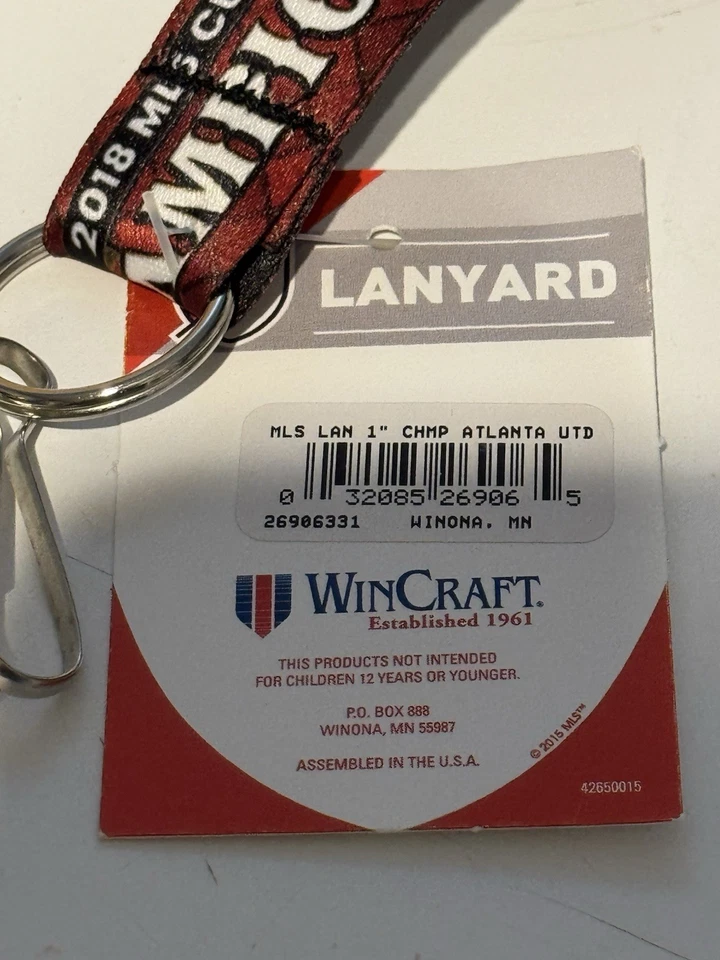 2018 MLS CU
LANYARD
MLS LAN 1" CHMP ATLANTA UTD
0 32085 26906 5
26906331 WINONA, MN
WINCRAFT®
Established 1961
THIS PRODUCTS NOT INTENDED
FOR CHILDREN 12 YEARS OR YOUNGER.
P.O. BOX 888
WINONA, MN 55987
ASSEMBLED IN THE U.S.A.
© 2015 MLS™
42650015